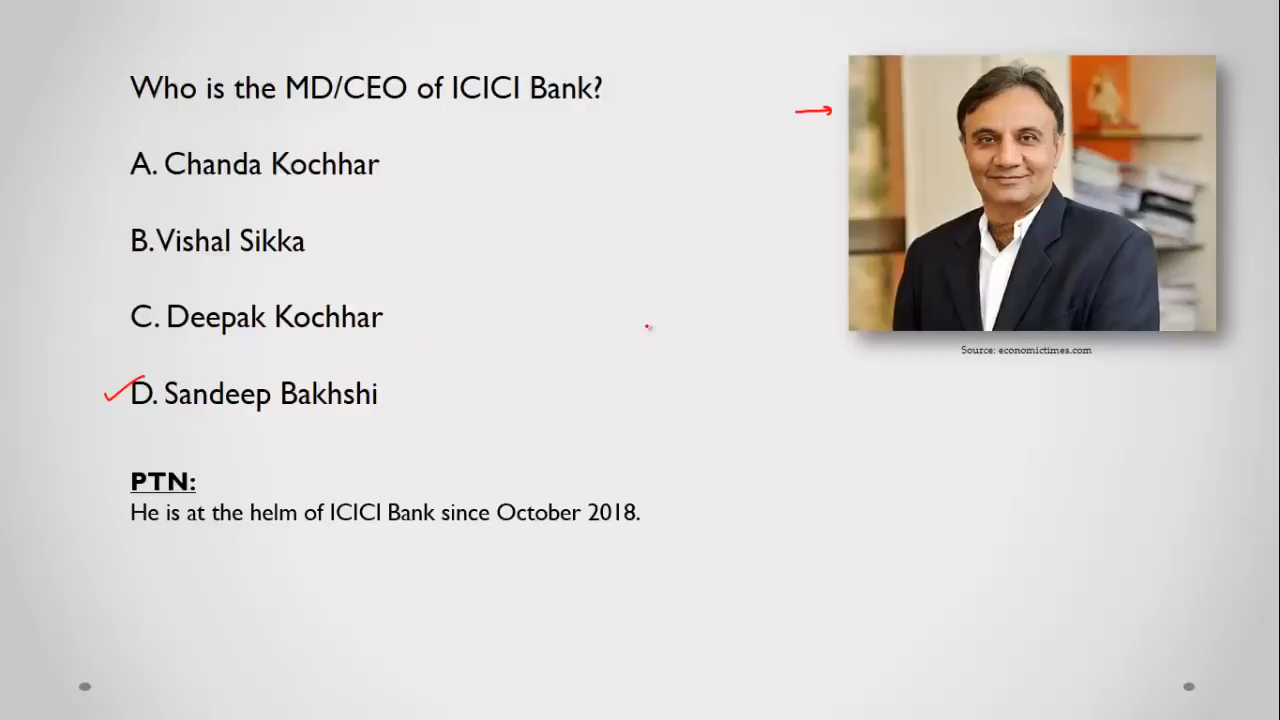 Who is the MD/CEO of ICICI Bank?
A. Chanda Kochhar
B. Vishal Sikka
C. Deepak Kochhar
D. Sandeep Bakhshi
Source: economictimes.com
PTN:
He is at the helm of ICICI Bank since October 2018.